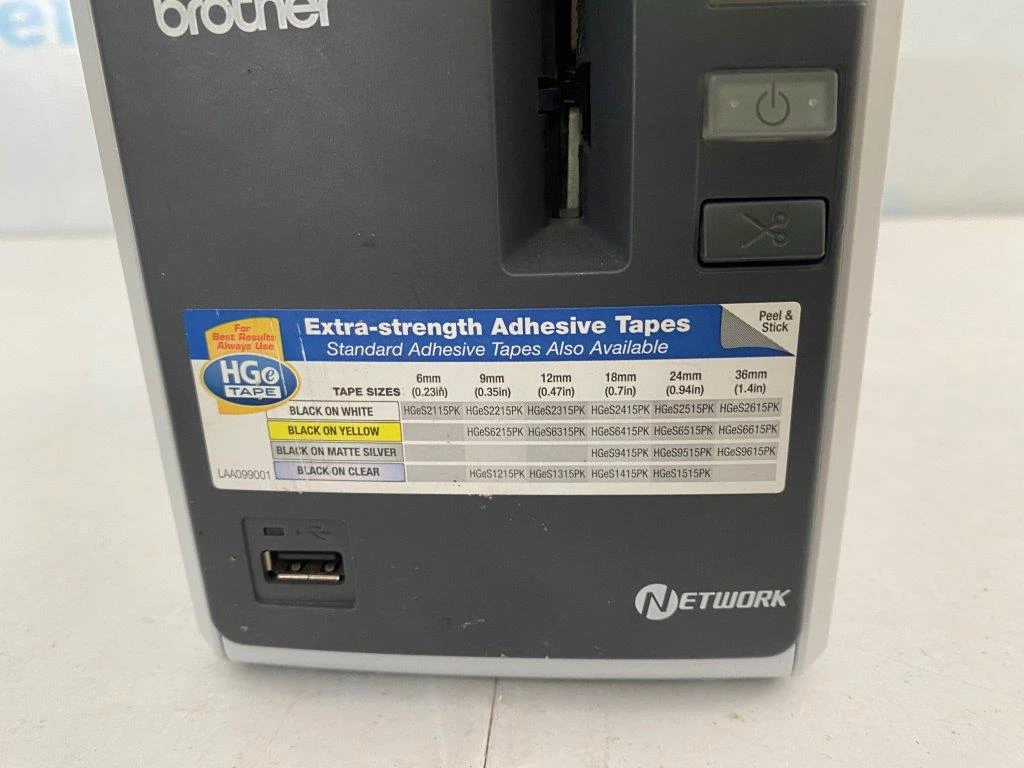 brother
Extra-strength Adhesive Tapes
Standard Adhesive Tapes Also Available
Peel &
Stick
For
Best Results
Always Use
HGe
TAPE
TAPE SIZES 6mm (0.23in) 9mm (0.35in) 12mm (0.47in) 18mm (0.7in) 24mm (0.94in) 36mm (1.4in)
BLACK ON WHITE HGeS2115PK HGeS2215PK HGeS2315PK HGeS2415PK HGeS2515PK HGeS2615PK
BLACK ON YELLOW HGeS6215PK HGeS6315PK HGeS6415PK HGeS6515PK HGeS6615PK
BLACK ON MATTE SILVER HGeS9415PK HGeS9515PK HGeS9615PK
BLACK ON CLEAR HGeS1215PK HGeS1315PK HGeS1415PK HGeS1515PK
LAA099001
NETWORK